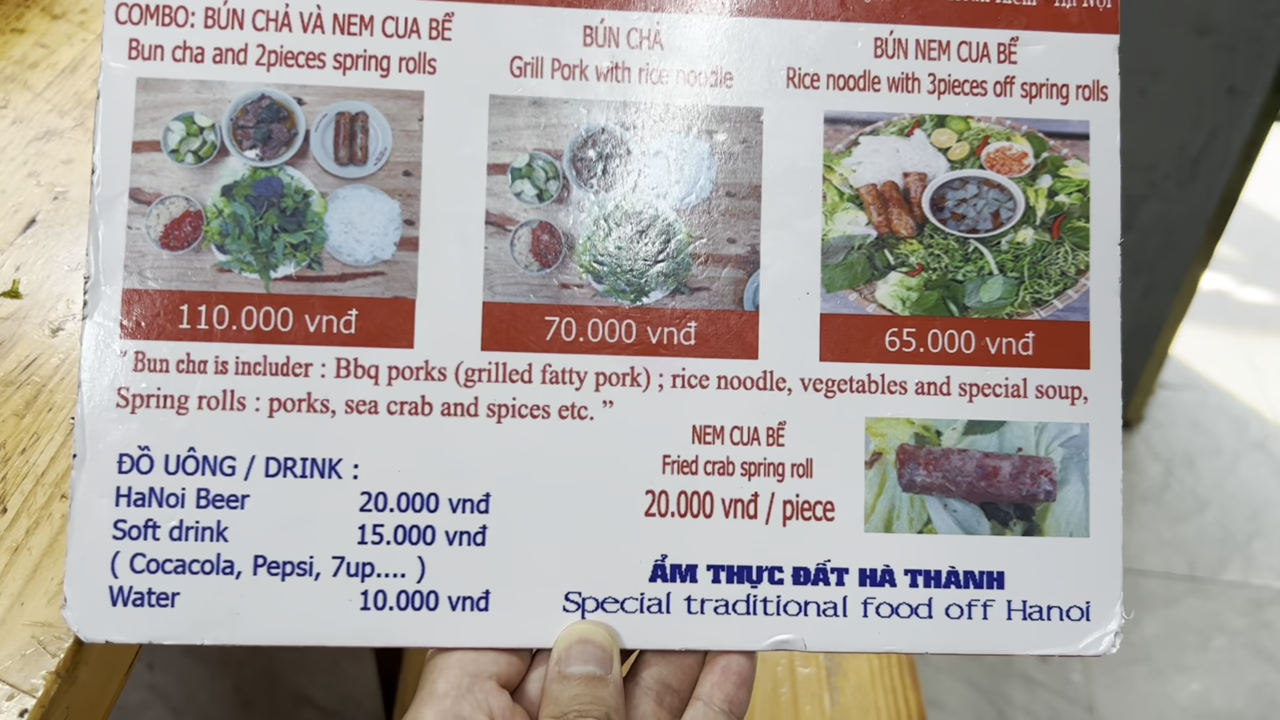 COMBO: BÚN CHẢ VÀ NEM CUA BỂ
Bun cha and 2pieces spring rolls
110.000 vnđ
BÚN CHẢ
Grill Pork with rice noodle
70.000 vnđ
BÚN NEM CUA BỂ
Rice noodle with 3pieces off spring rolls
65.000 vnđ
" Bun cha is includer : Bbq porks (grilled fatty pork) ; rice noodle, vegetables and special soup,
Spring rolls : porks, sea crab and spices etc. ”
ĐỒ UÔNG / DRINK :
HaNoi Beer 20.000 vnđ
Soft drink 15.000 vnđ
( Cocacola, Pepsi, 7up.... )
Water 10.000 vnđ
NEM CUA BỂ
Fried crab spring roll
20.000 vnđ / piece
ẨM THỰC ĐẤT HÀ THÀNH
Special traditional food off Hanoi